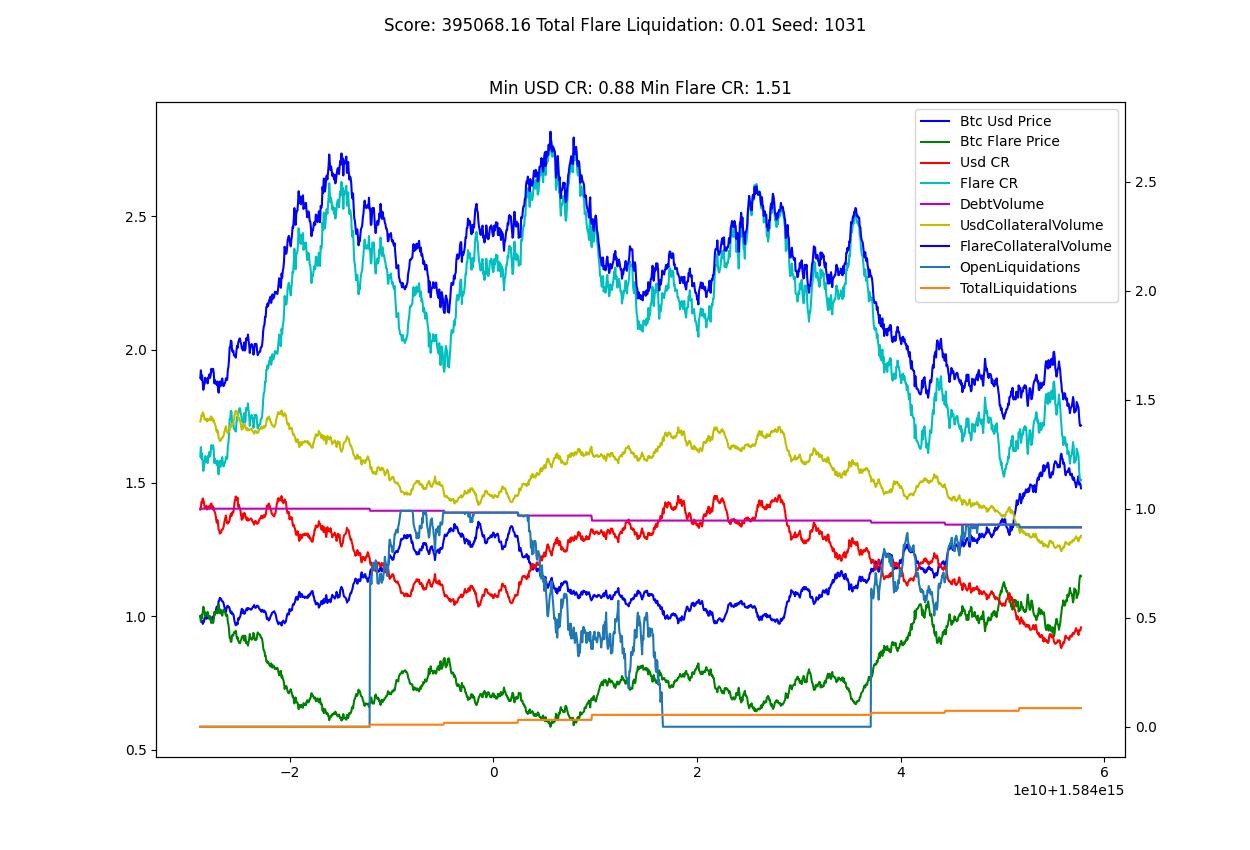 Score: 395068.16 Total Flare Liquidation: 0.01 Seed: 1031
Min USD CR: 0.88 Min Flare CR: 1.51
Btc Usd Price
Btc Flare Price
Usd CR
Flare CR
DebtVolume
UsdCollateralVolume
FlareCollateralVolume
OpenLiquidations
TotalLiquidations
2.5
2.0
1.5
1.0
0.5
2.5
2.0
1.5
1.0
0.5
0.0
−2
0
2
4
6
1e10+1.584e15